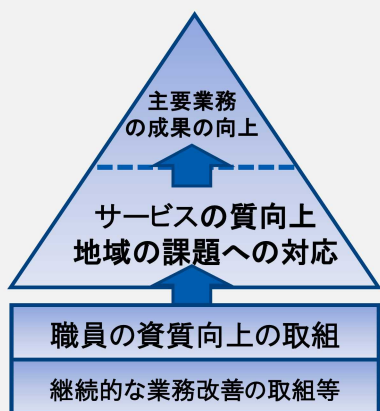 主要業務
の成果の向上
サービスの質向上
地域の課題への対応
職員の資質向上の取組
継続的な業務改善の取組等